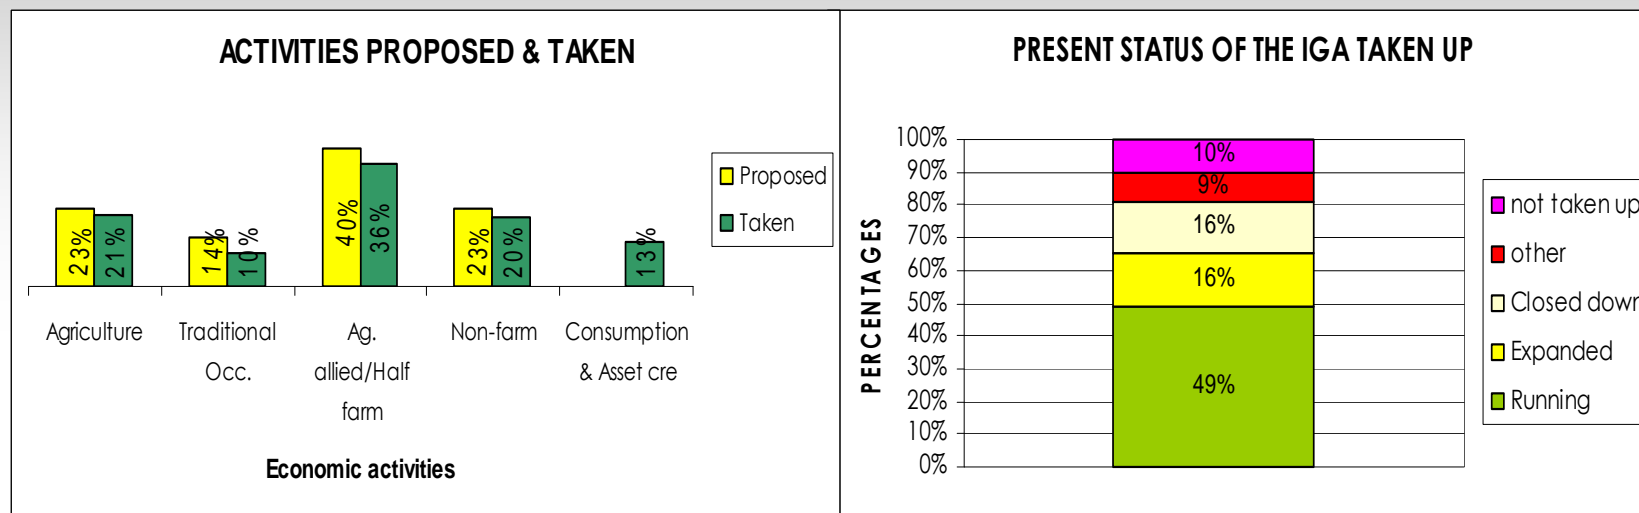 ACTIVITIES PROPOSED & TAKEN
23%
21%
14%
10%
40%
36%
23%
20%
13%
Agriculture
Traditional
Occ.
Ag.
allied/Half
farm
Non-farm
Consumption
& Asset cre
Economic activities
Proposed
Taken
PRESENT STATUS OF THE IGA TAKEN UP
PERCENTAGES
100%
90%
80%
70%
60%
50%
40%
30%
20%
10%
0%
10%
9%
16%
16%
49%
not taken up
other
Closed down
Expanded
Running